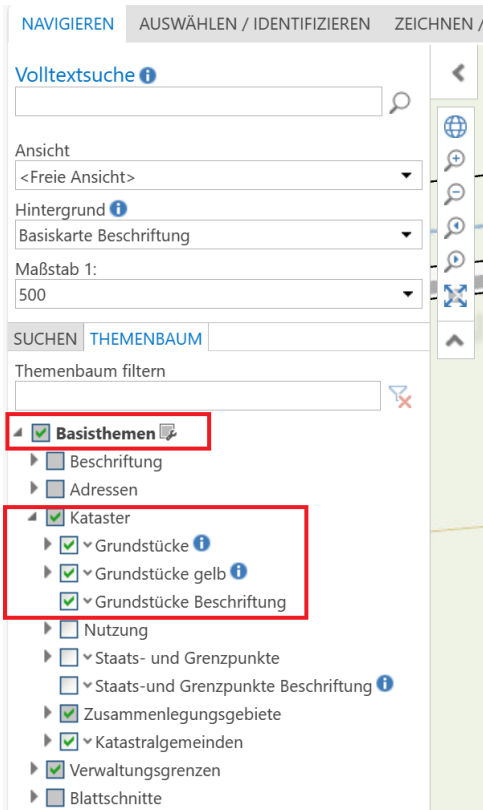 NAVIGIEREN AUSWÄHLEN / IDENTIFIZIEREN ZEICHNEN /
Volltextsuche
Ansicht
<Freie Ansicht>
Hintergrund
Basiskarte Beschriftung
Maßstab 1:
500
SUCHEN THEMENBAUM
Themenbaum filtern
Basisthemen
Beschriftung
Adressen
Kataster
Grundstücke
Grundstücke gelb
Grundstücke Beschriftung
Nutzung
Staats- und Grenzpunkte
Staats-und Grenzpunkte Beschriftung
Zusammenlegungsgebiete
Katastralgemeinden
Verwaltungsgrenzen
Blattschnitte